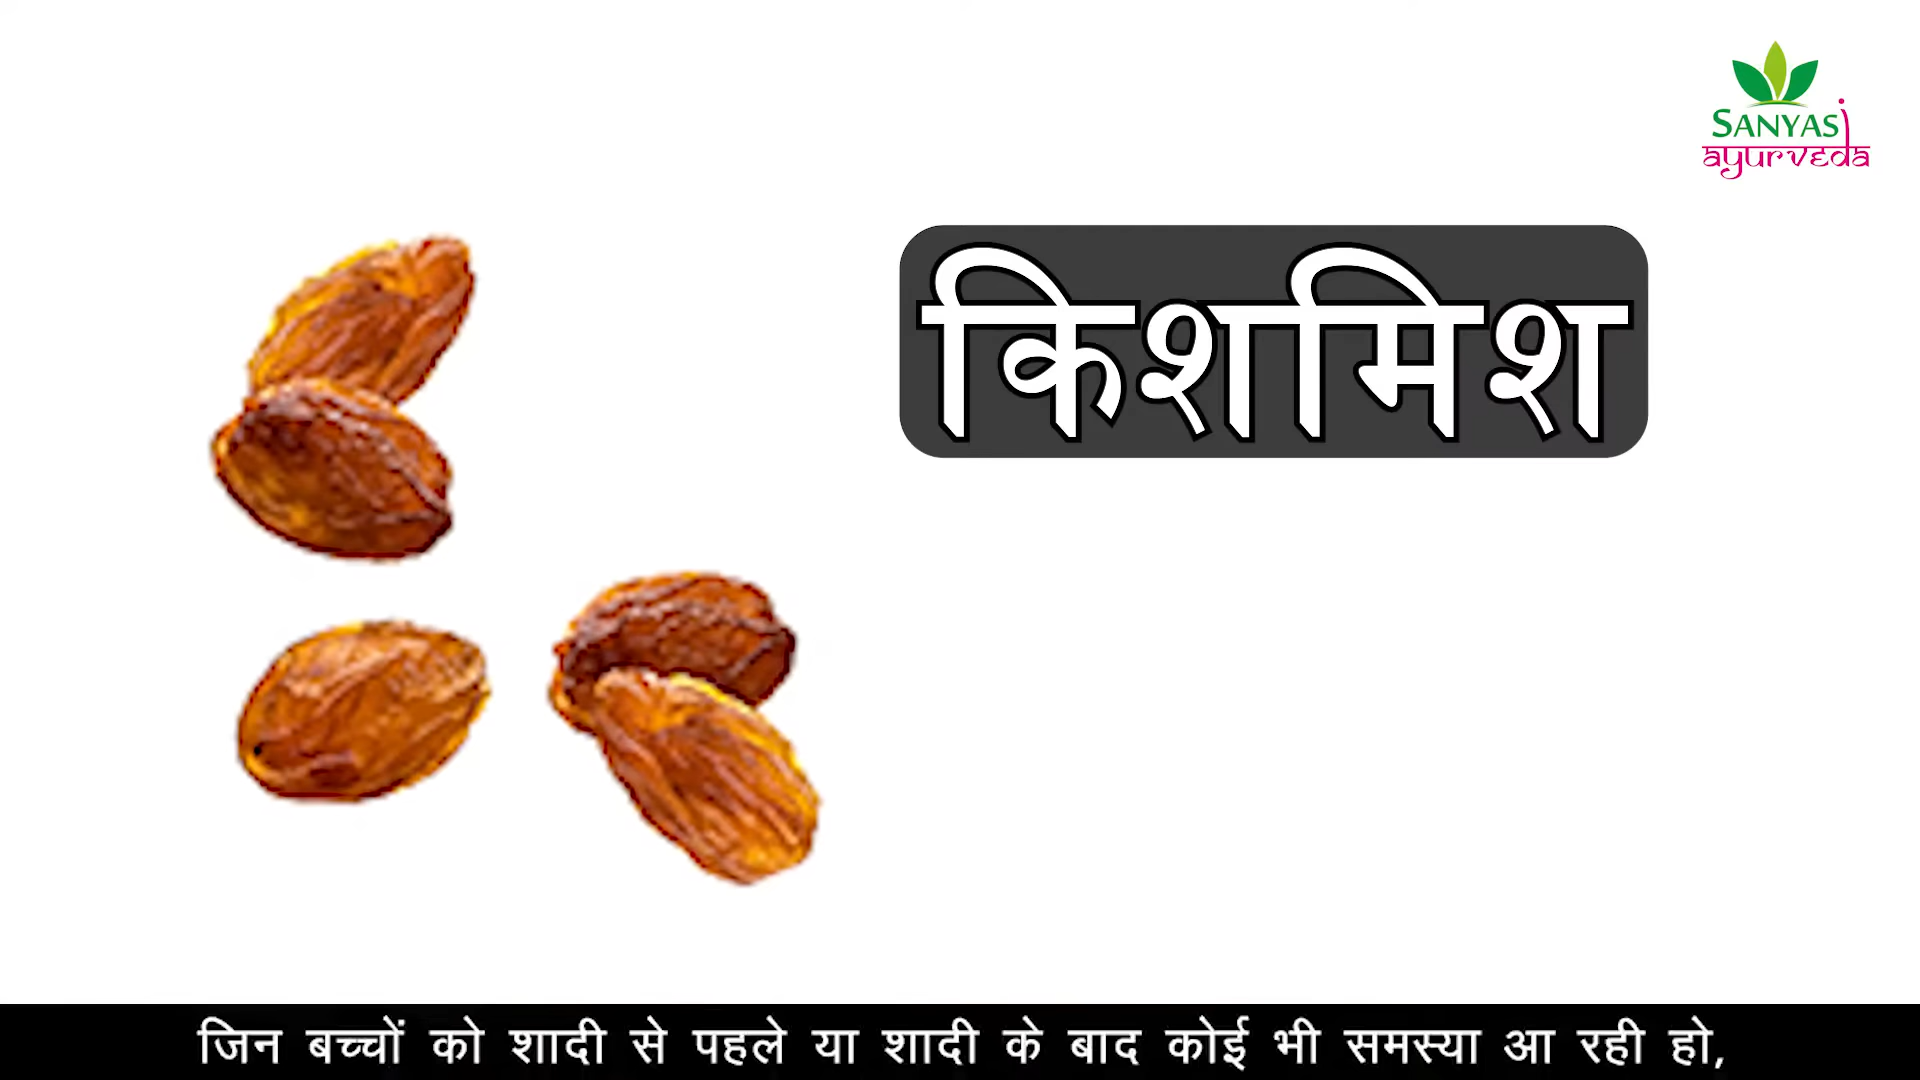 SANYASI
ayurveda
किशमिश
जिन बच्चों को शादी से पहले या शादी के बाद कोई भी समस्या आ रही हो,